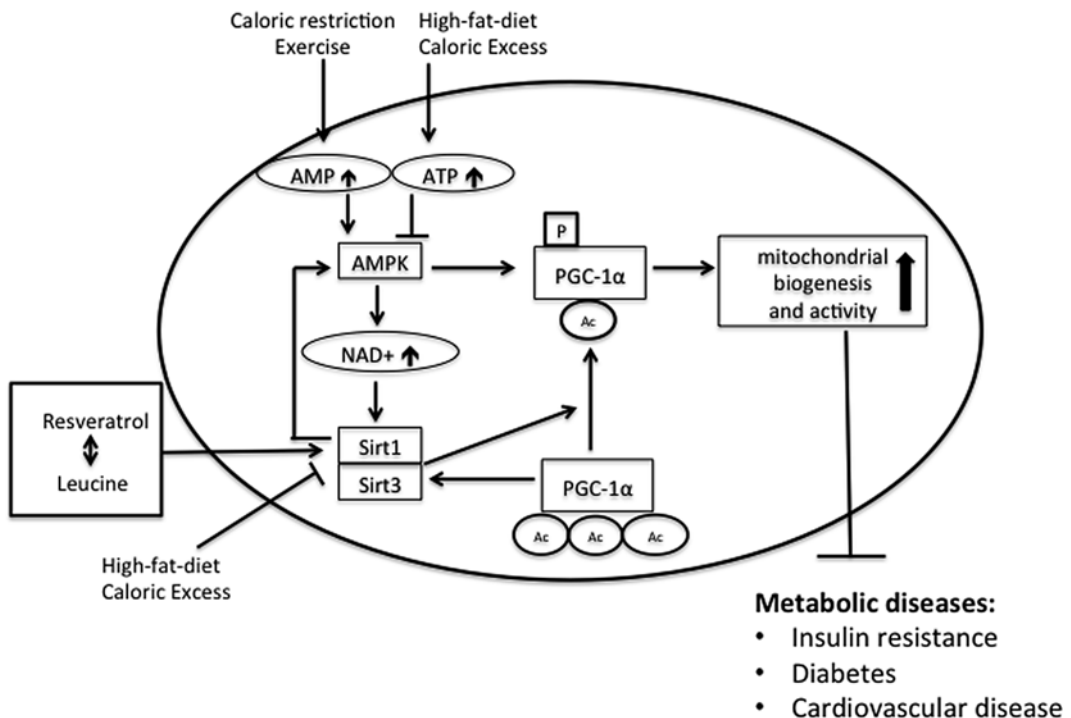 Caloric restriction
Exercise
High-fat-diet
Caloric Excess
AMP
ATP
AMPK
NAD+
Sirt1
Sirt3
P
PGC-1α
Ac
mitochondrial
biogenesis
and activity
Resveratrol
Leucine
PGC-1α
Ac
Ac
Ac
High-fat-diet
Caloric Excess
Metabolic diseases:
• Insulin resistance
• Diabetes
• Cardiovascular disease